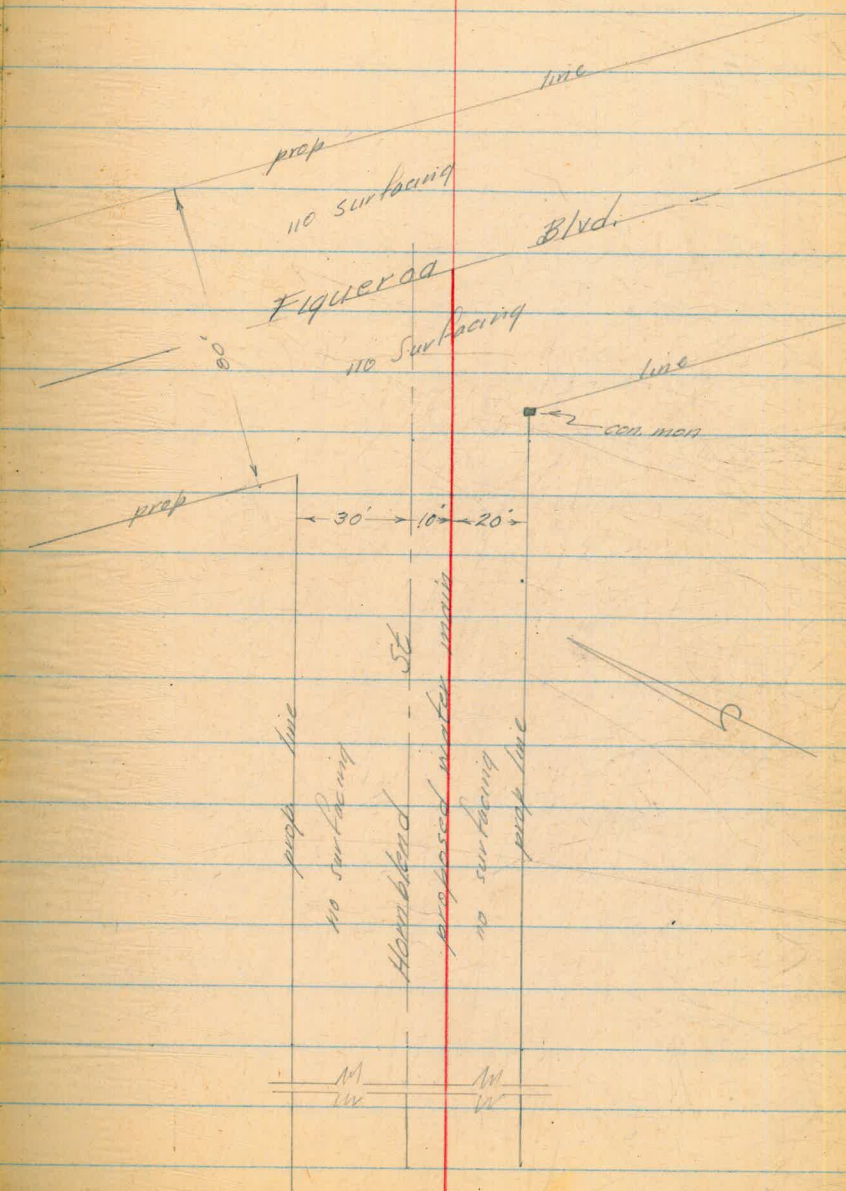 prop line
no surfacing
Figueroa Blvd.
no Surfacing
80'
line
con. mon
prop
30' 10' 20'
prop line
no surfacing
Hornblend St
proposed water main
no surfacing
prop line